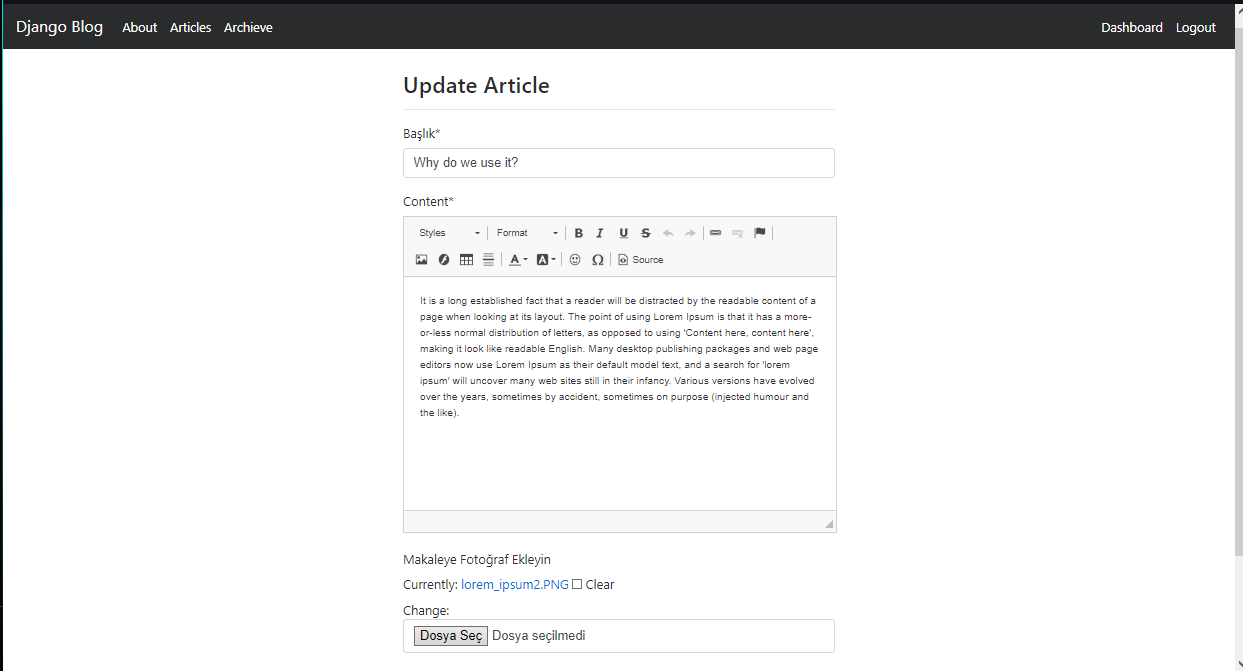 Django Blog About Articles Archieve Dashboard Logout
Update Article
Başlık*
Why do we use it?
Content*
Styles Format B I U S
A A Ω Source
It is a long established fact that a reader will be distracted by the readable content of a
page when looking at its layout. The point of using Lorem Ipsum is that it has a more-
or-less normal distribution of letters, as opposed to using 'Content here, content here',
making it look like readable English. Many desktop publishing packages and web page
editors now use Lorem Ipsum as their default model text, and a search for 'lorem
ipsum' will uncover many web sites still in their infancy. Various versions have evolved
over the years, sometimes by accident, sometimes on purpose (injected humour and
the like).
Makaleye Fotoğraf Ekleyin
Currently: lorem_ipsum2.PNG Clear
Change:
Dosya Seç Dosya seçilmedi